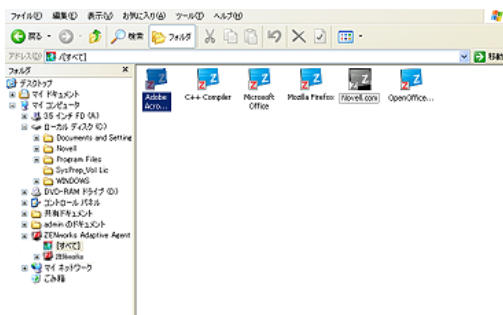 ファイル(F) 編集(E) 表示(V) お気に入り(A) ツール(T) ヘルプ(H)
戻る 検索 フォルダ
アドレス(D) [すべて] 移動
フォルダ ×
デスクトップ
マイ ドキュメント
マイ コンピュータ
3.5 インチ FD (A:)
ローカル ディスク (C:)
Documents and Setting
Novell
Program Files
SysPrep_Vol Lic
WINDOWS
DVD-RAM ドライブ (D:)
コントロール パネル
共有ドキュメント
admin のドキュメント
ZENworks Adaptive Agent
[すべて]
ZENworks
マイ ネットワーク
ごみ箱
Adobe Acro...
C++ Compiler
Microsoft Office
Mozilla Firefox
Novell.com
OpenOffice...